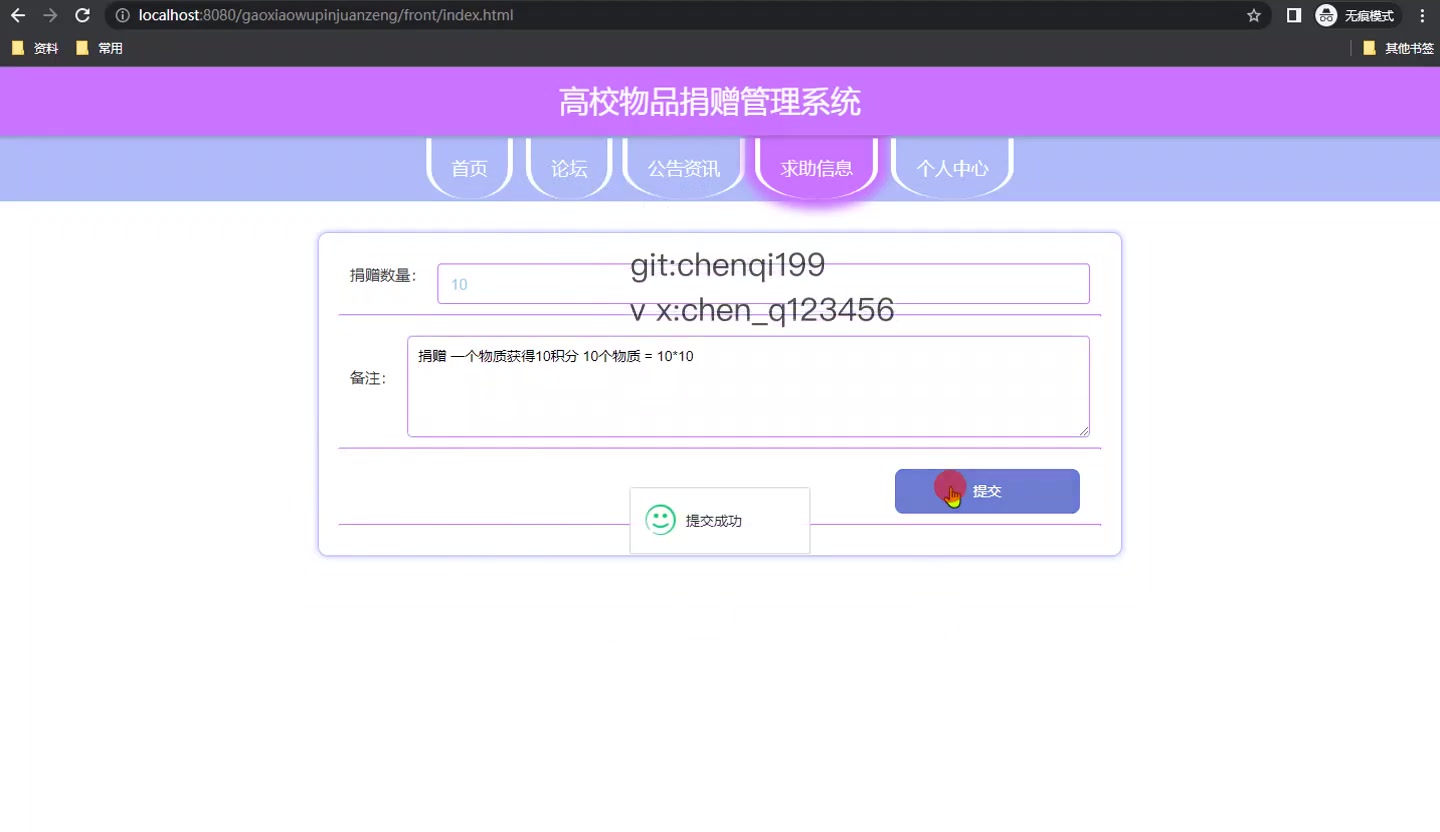 localhost:8080/gaoxiaowupinjuanzeng/front/index.html
无痕模式
资料
常用
其他书签
高校物品捐赠管理系统
首页
论坛
公告资讯
求助信息
个人中心
git:chenqi199
捐赠数量：
10
v x:chen_q123456
捐赠 一个物质获得10积分 10个物质 = 10*10
备注：
提交
提交成功